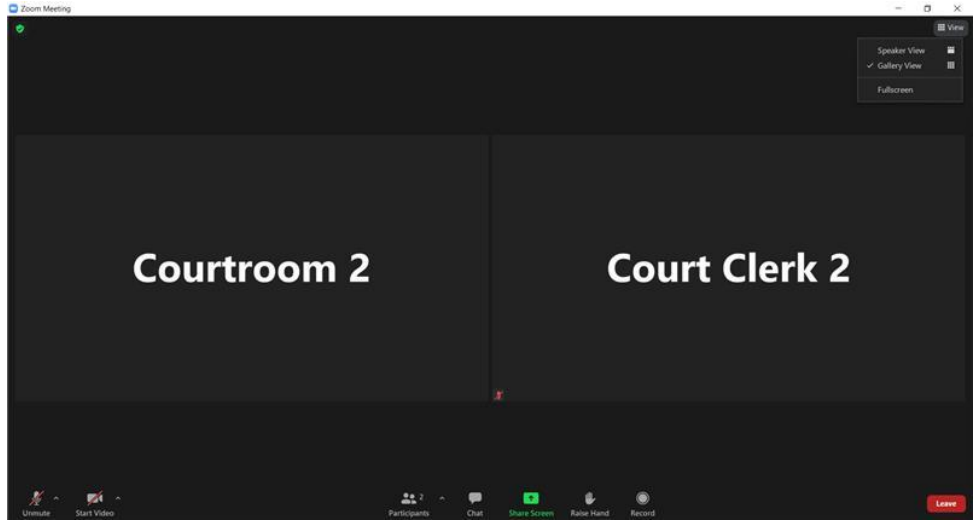 Zoom Meeting
View
Speaker View
Gallery View
Fullscreen
Courtroom 2
Court Clerk 2
Unmute
Start Video
2
Participants
Chat
Share Screen
Raise Hand
Record
Leave